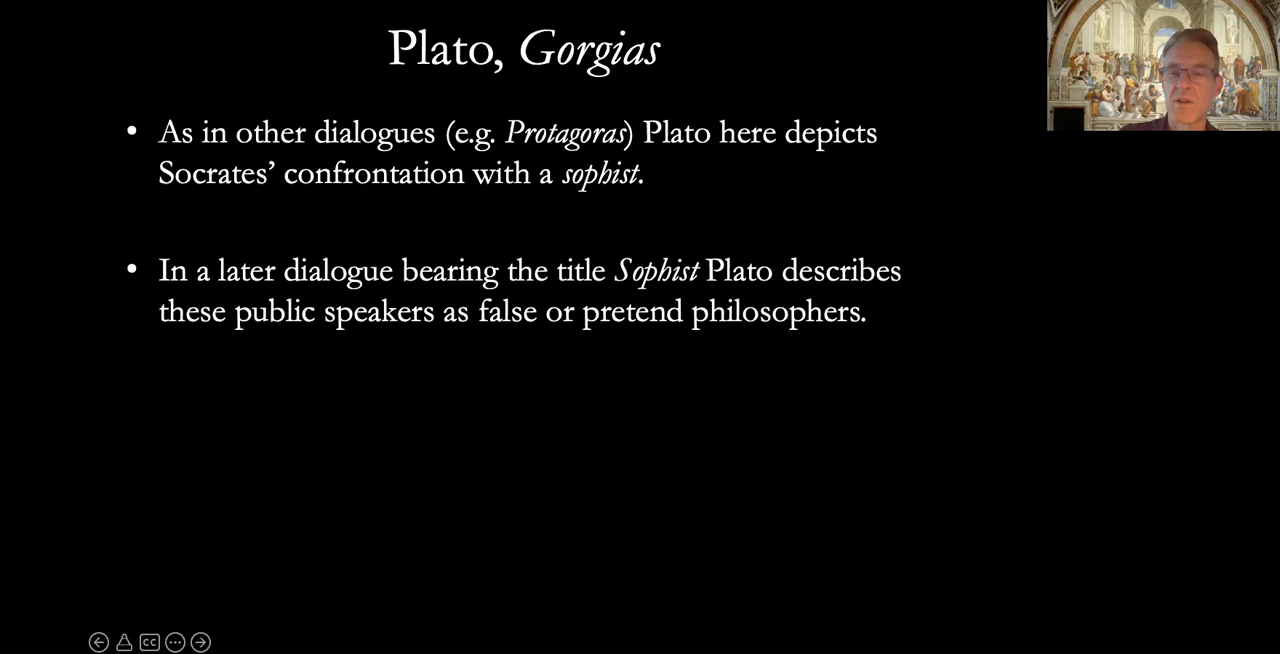 Plato, Gorgias
• As in other dialogues (e.g. Protagoras) Plato here depicts
Socrates’ confrontation with a sophist.
• In a later dialogue bearing the title Sophist Plato describes
these public speakers as false or pretend philosophers.
CC